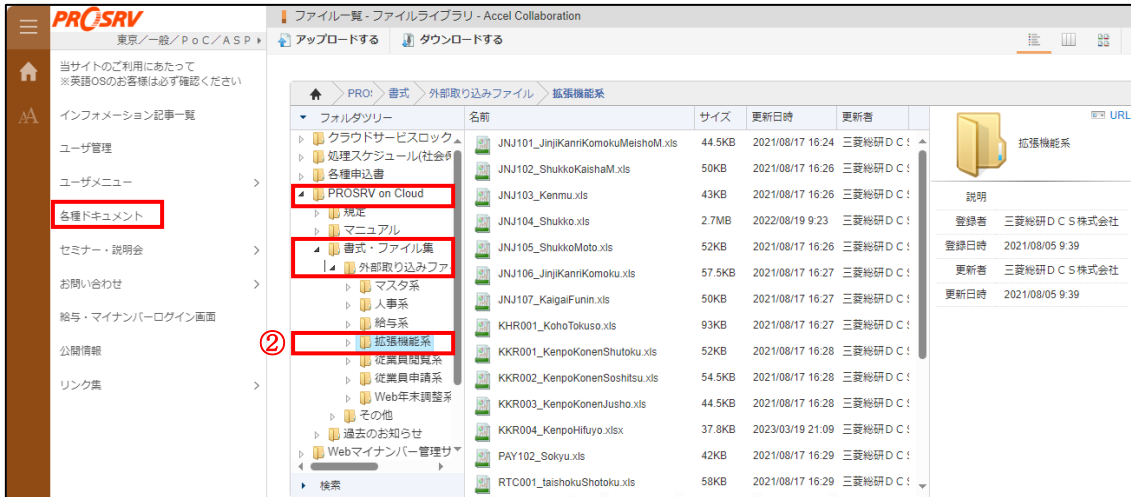 PROSRV
東京／一般／ＰｏＣ／ＡＳＰ
当サイトのご利用にあたって
※英語OSのお客様は必ず確認ください
インフォメーション記事一覧
ユーザ管理
ユーザメニュー
各種ドキュメント
セミナー・説明会
お問い合わせ
給与・マイナンバーログイン画面
公開情報
リンク集
AA
ファイル一覧 - ファイルライブラリ - Accel Collaboration
アップロードする ダウンロードする
PRO: 書式 外部取り込みファイル 拡張機能系
フォルダツリー
クラウドサービスロック
処理スケジュール(社会
各種申込書
PROSRV on Cloud
規定
マニュアル
書式・ファイル集
外部取り込みファ
マスタ系
人事系
給与系
②
拡張機能系
従業員閲覧系
従業員申請系
Web年末調整系
その他
過去のお知らせ
Webマイナンバー管理サ
検索
名前 サイズ 更新日時 更新者
JNJ101_JinjiKanriKomokuMeishoM.xls 44.5KB 2021/08/17 16:24 三菱総研ＤＣ
JNJ102_ShukkoKaishaM.xls 50KB 2021/08/17 16:26 三菱総研ＤＣ
JNJ103_Kenmu.xls 43KB 2021/08/17 16:26 三菱総研ＤＣ
JNJ104_Shukko.xls 2.7MB 2022/08/19 9:23 三菱総研ＤＣ
JNJ105_ShukkoMoto.xls 52KB 2021/08/17 16:26 三菱総研ＤＣ
JNJ106_JinjiKanriKomoku.xls 57.5KB 2021/08/17 16:27 三菱総研ＤＣ
JNJ107_KaigaiFunin.xls 50KB 2021/08/17 16:27 三菱総研ＤＣ
KHR001_KohoTokuso.xls 93KB 2021/08/17 16:27 三菱総研ＤＣ
KKR001_KenpoKonenShutoku.xls 52KB 2021/08/17 16:28 三菱総研ＤＣ
KKR002_KenpoKonenSoshitsu.xls 54.5KB 2021/08/17 16:28 三菱総研ＤＣ
KKR003_KenpoKonenJusho.xls 44.5KB 2021/08/17 16:28 三菱総研ＤＣ
KKR004_KenpoHifuyo.xlsx 37.8KB 2023/03/19 21:09 三菱総研ＤＣ
PAY102_Sokyu.xls 42KB 2021/08/17 16:29 三菱総研ＤＣ
RTC001_taishokuShotoku.xls 58KB 2021/08/17 16:29 三菱総研ＤＣ
URL
拡張機能系
説明
登録者 三菱総研ＤＣＳ株式会社
登録日時 2021/08/05 9:39
更新者 三菱総研ＤＣＳ株式会社
更新日時 2021/08/05 9:39